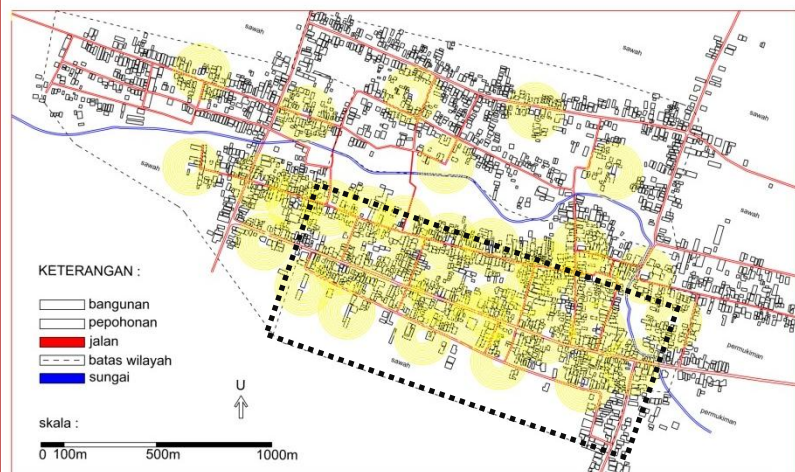 sawah
sawah
sawah
sawah
sawah
sawah
permukiman
permukiman
KETERANGAN :
bangunan
pepohonan
jalan
batas wilayah
sungai
U
skala :
0 100m 500m 1000m